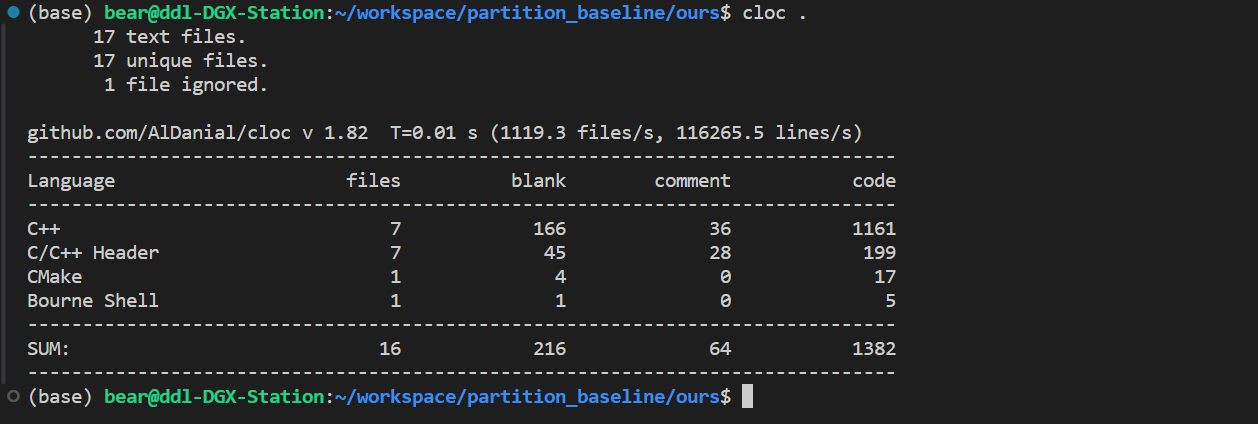 (base) bear@ddl-DGX-Station:~/workspace/partition_baseline/ours$ cloc .
      17 text files.
      17 unique files.
       1 file ignored.
github.com/AlDanial/cloc v 1.82  T=0.01 s (1119.3 files/s, 116265.5 lines/s)
-------------------------------------------------------------------------------
Language                     files          blank        comment           code
-------------------------------------------------------------------------------
C++                              7            166             36           1161
C/C++ Header                     7             45             28            199
CMake                            1              4              0             17
Bourne Shell                     1              1              0              5
-------------------------------------------------------------------------------
SUM:                            16            216             64           1382
-------------------------------------------------------------------------------
(base) bear@ddl-DGX-Station:~/workspace/partition_baseline/ours$